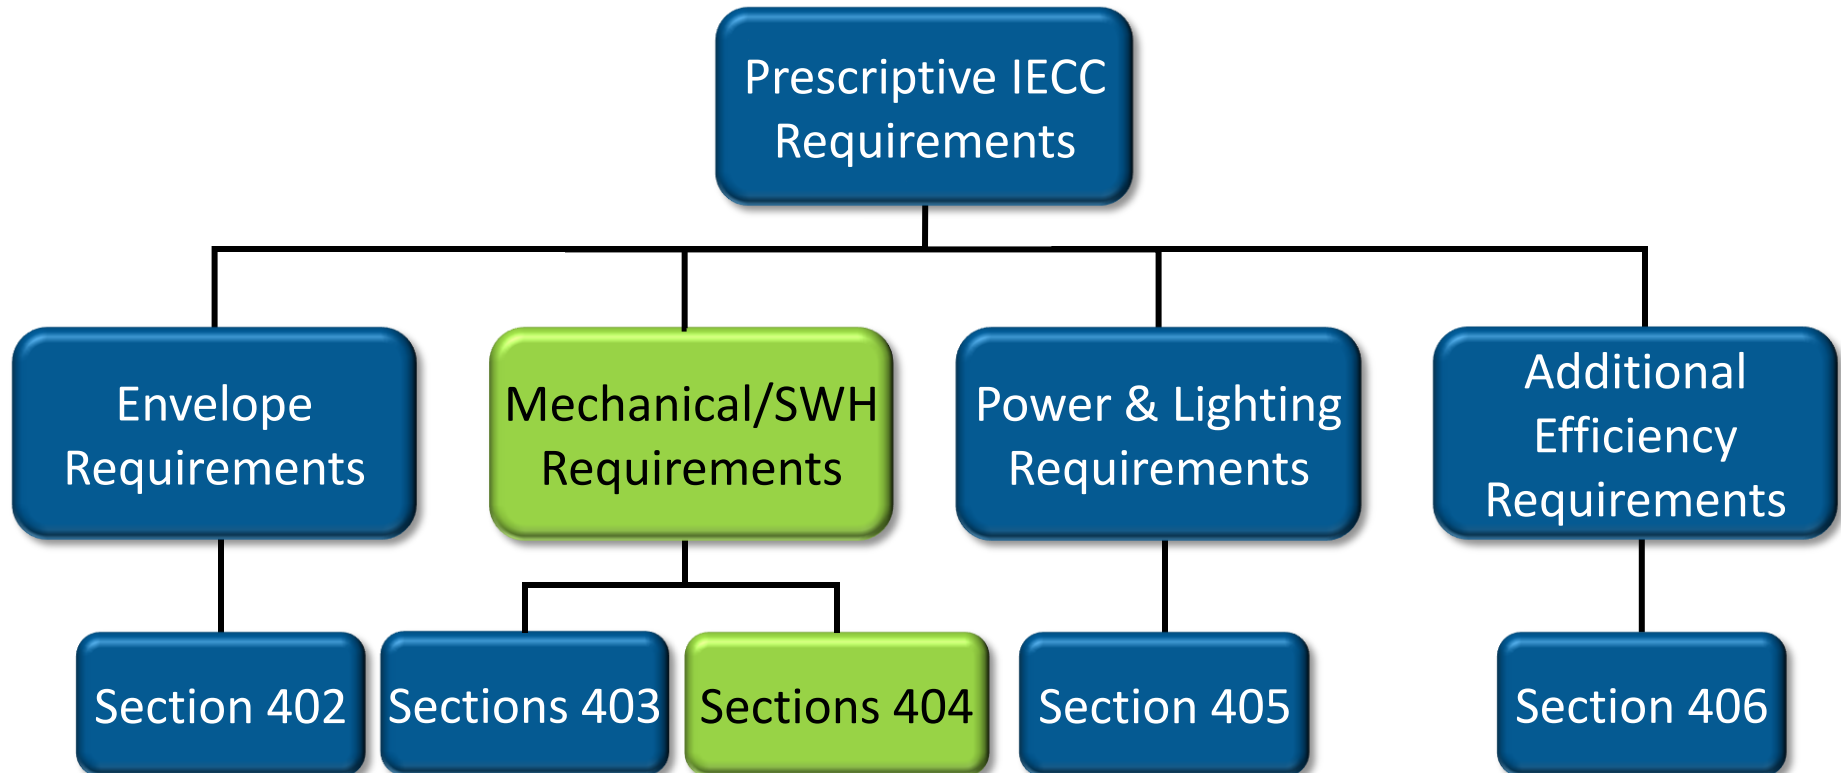 Prescriptive IECC
Requirements
Envelope
Requirements
Mechanical/SWH
Requirements
Power & Lighting
Requirements
Additional
Efficiency
Requirements
Section 402
Sections 403
Sections 404
Section 405
Section 406